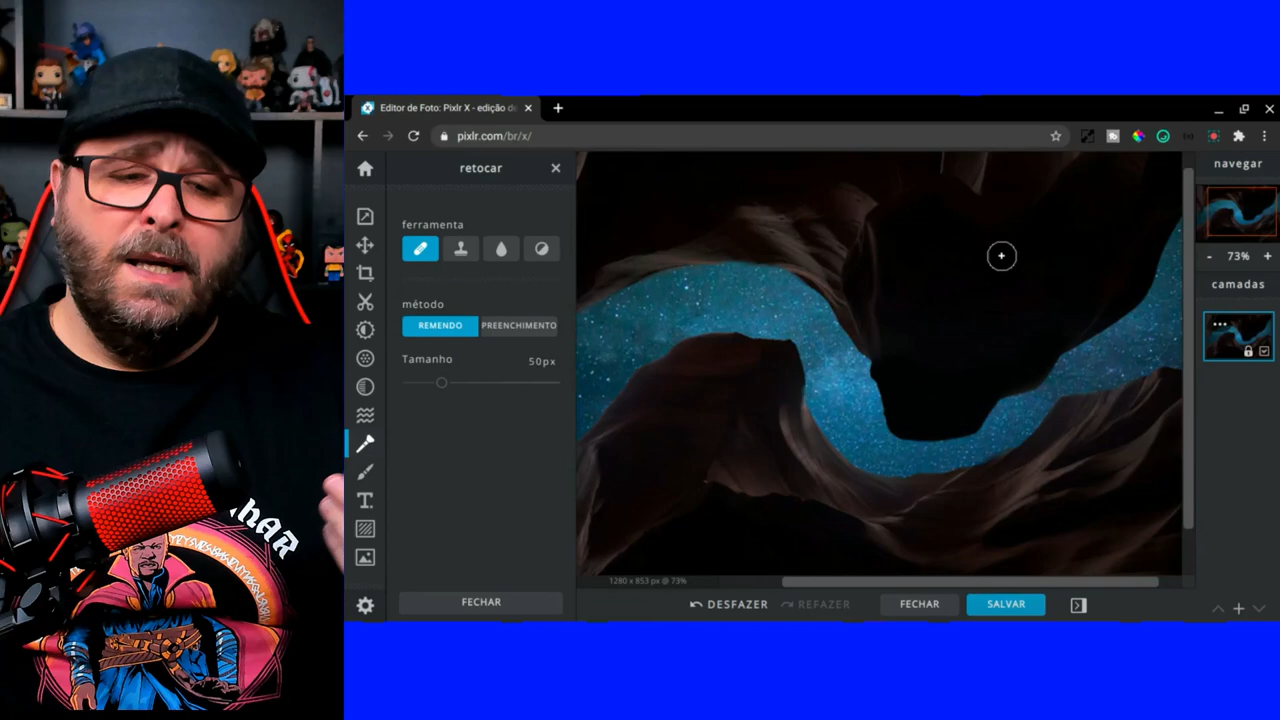 Editor de Foto: Pixlr X - edição de
pixlr.com/br/x/
retocar
navegar
ferramenta
- 73% +
camadas
método
REMENDO
PREENCHIMENTO
Tamanho
50px
1280 x 853 px @ 73%
FECHAR
DESFAZER
REFAZER
FECHAR
SALVAR